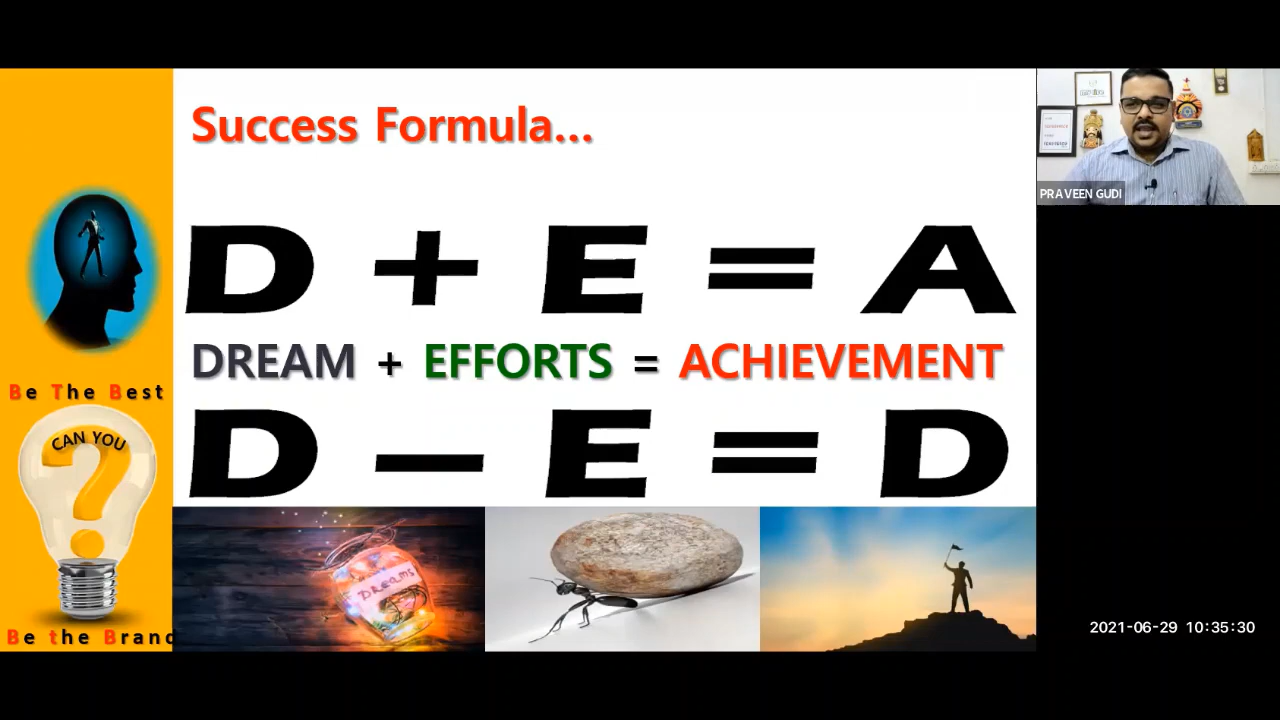 Success Formula...
D + E = A
DREAM + EFFORTS = ACHIEVEMENT
D – E = D
Be The Best
CAN YOU
?
Be the Brand
DREAMS
PRAVEEN GUDI
2021-06-29 10:35:30